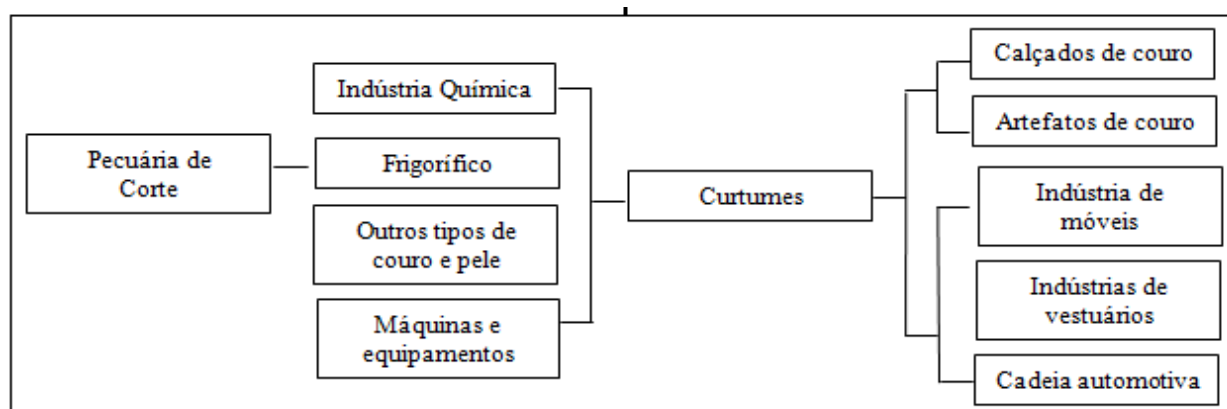 Pecuária de
Corte
Indústria Química
Frigorífico
Outros tipos de
couro e pele
Máquinas e
equipamentos
Curtumes
Calçados de couro
Artefatos de couro
Indústria de
móveis
Indústrias de
vestuários
Cadeia automotiva